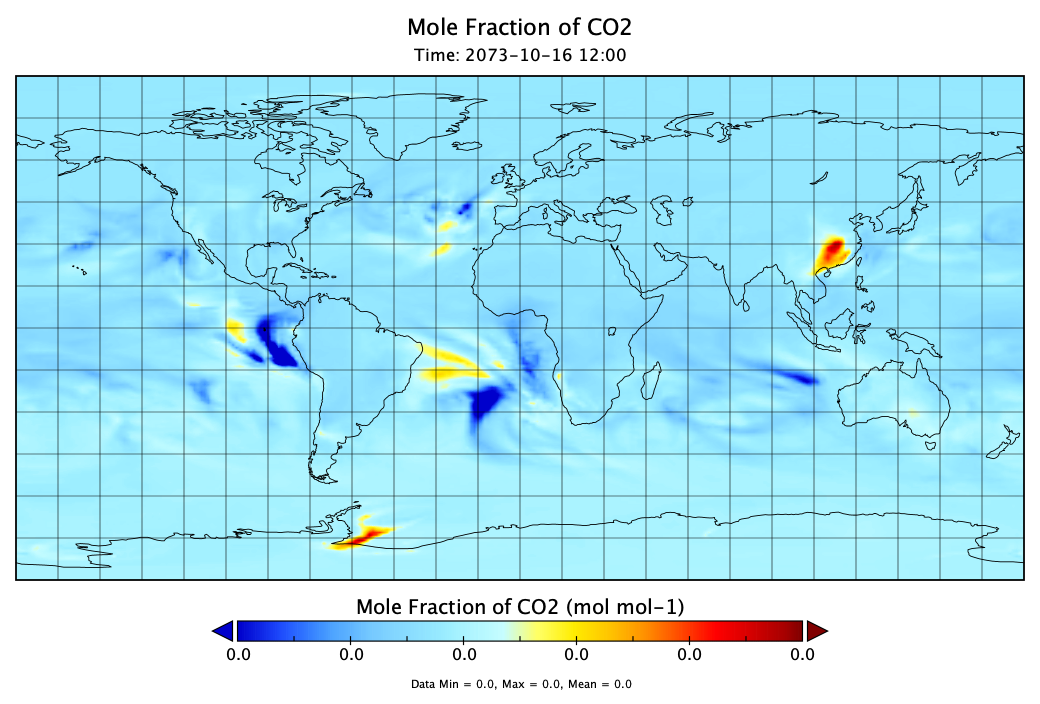 Mole Fraction of CO2
Time: 2073-10-16 12:00
Mole Fraction of CO2 (mol mol-1)
0.0 0.0 0.0 0.0 0.0 0.0
Data Min = 0.0, Max = 0.0, Mean = 0.0